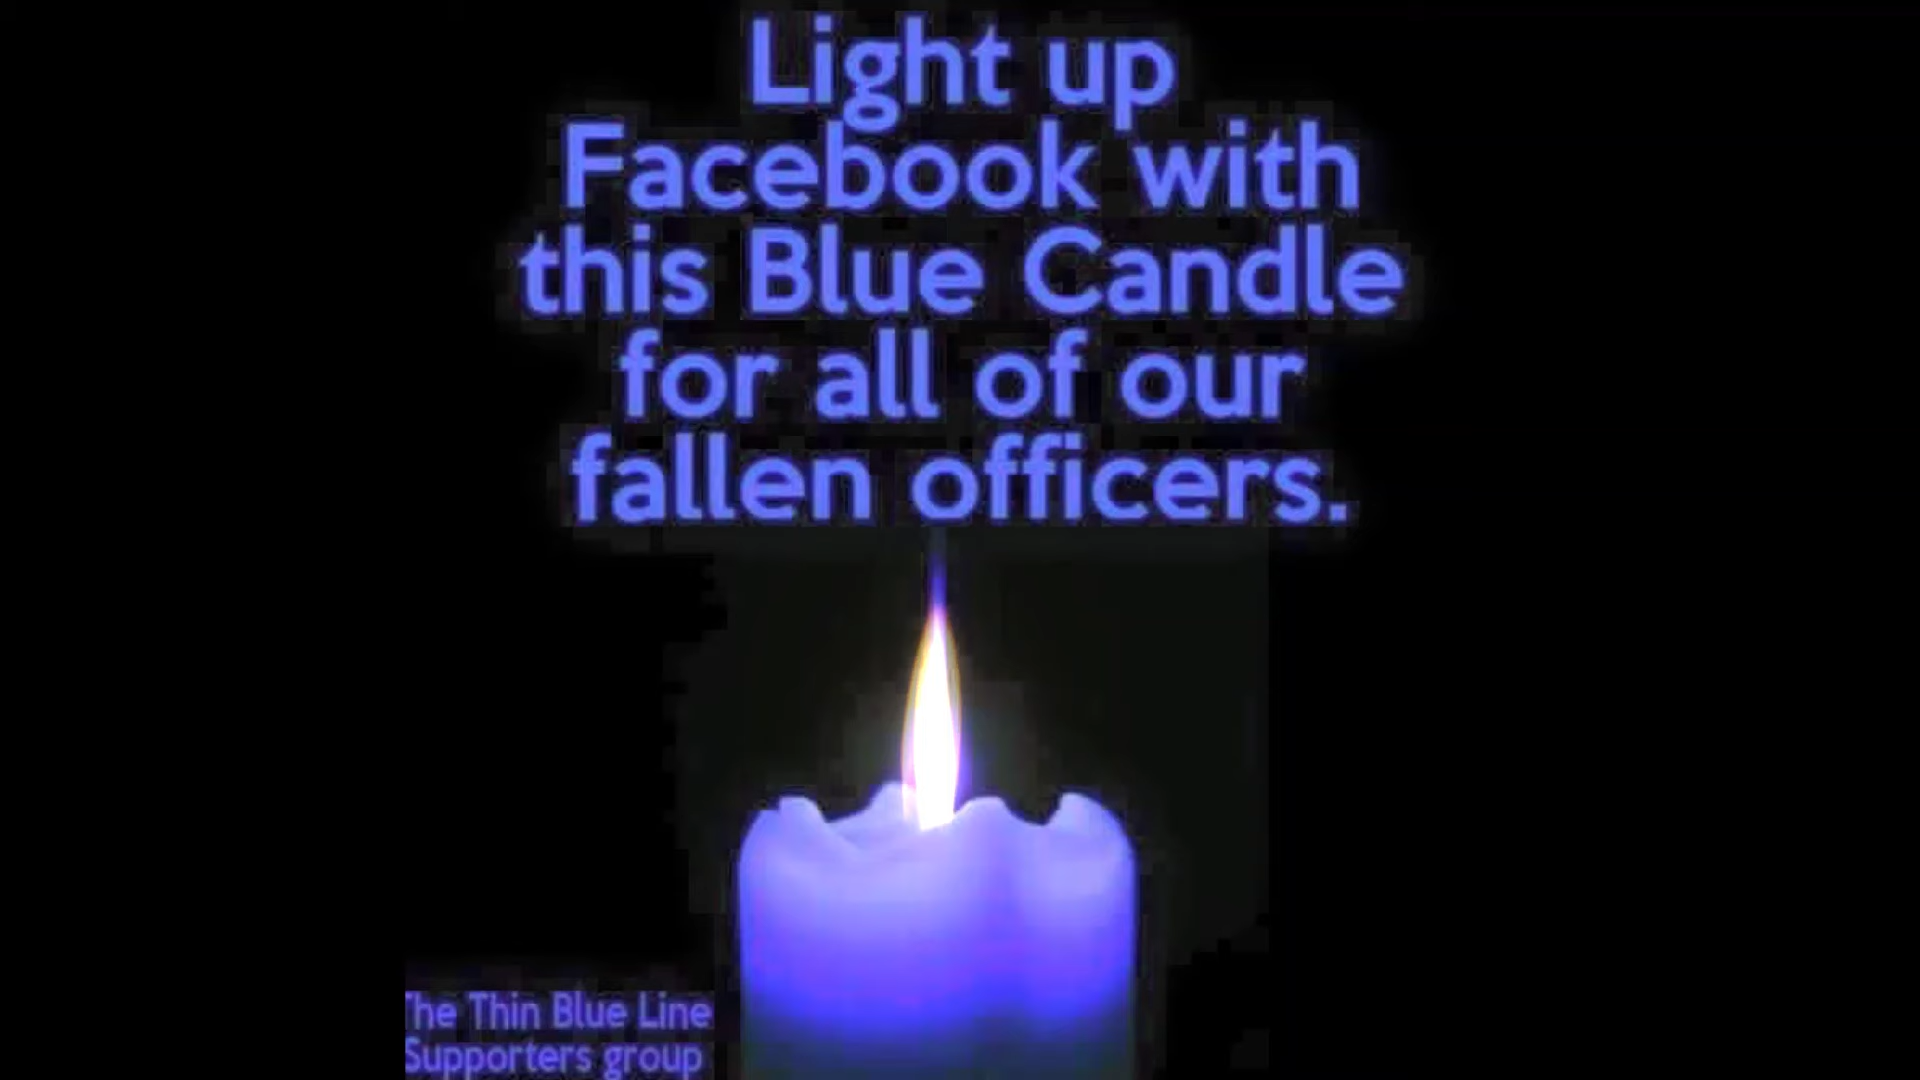 Light up
Facebook with
this Blue Candle
for all of our
fallen officers.
The Thin Blue Line
Supporters group